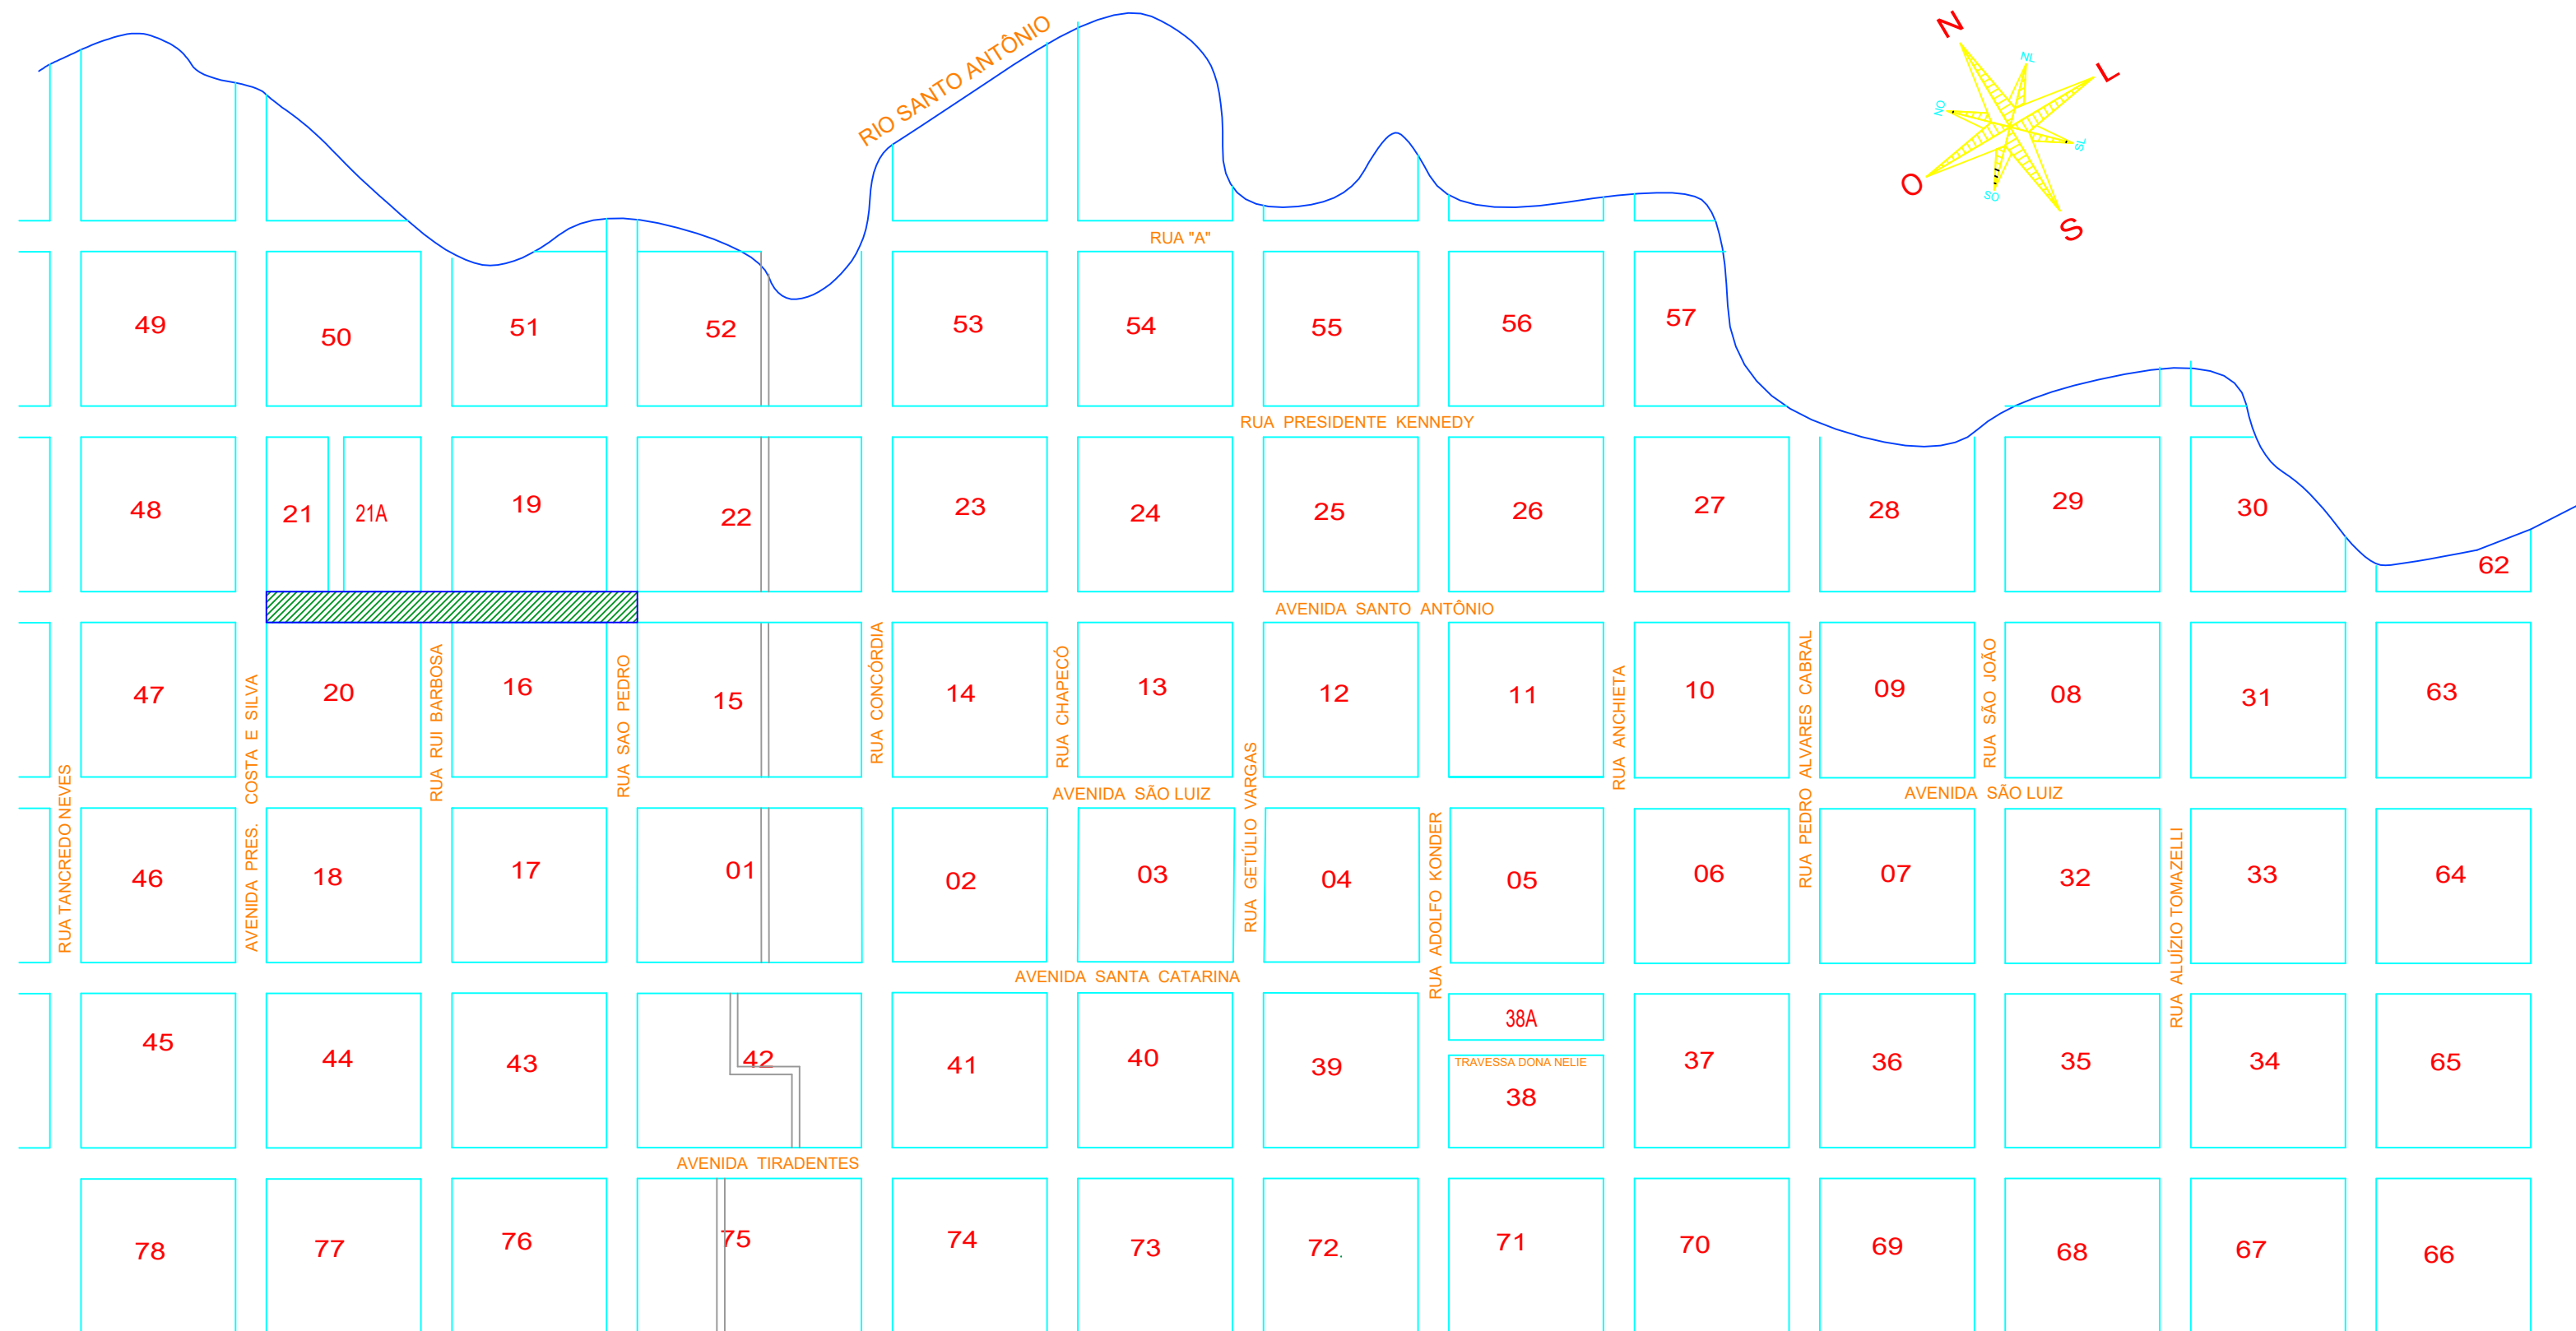 RIO SANTO ANTÔNIO
N
NL
L
NO
SL
O
SO
S
RUA "A"
49
50
51
52
53
54
55
56
57
RUA PRESIDENTE KENNEDY
48
21
21A
19
22
23
24
25
26
27
28
29
30
62
AVENIDA SANTO ANTÔNIO
47
20
16
15
14
13
12
11
10
09
08
31
63
RUA TANCREDO NEVES
AVENIDA PRES. COSTA E SILVA
RUA RUI BARBOSA
RUA SAO PEDRO
RUA CONCÓRDIA
RUA CHAPECÓ
RUA GETÚLIO VARGAS
RUA ADOLFO KONDER
RUA ANCHIETA
RUA PEDRO ALVARES CABRAL
RUA SÃO JOÃO
RUA ALUÍZIO TOMAZELLI
AVENIDA SÃO LUIZ
AVENIDA SÃO LUIZ
46
18
17
01
02
03
04
05
06
07
32
33
64
AVENIDA SANTA CATARINA
45
44
43
42
41
40
39
38A
TRAVESSA DONA NELIE
38
37
36
35
34
65
AVENIDA TIRADENTES
78
77
76
75
74
73
72.
71
70
69
68
67
66